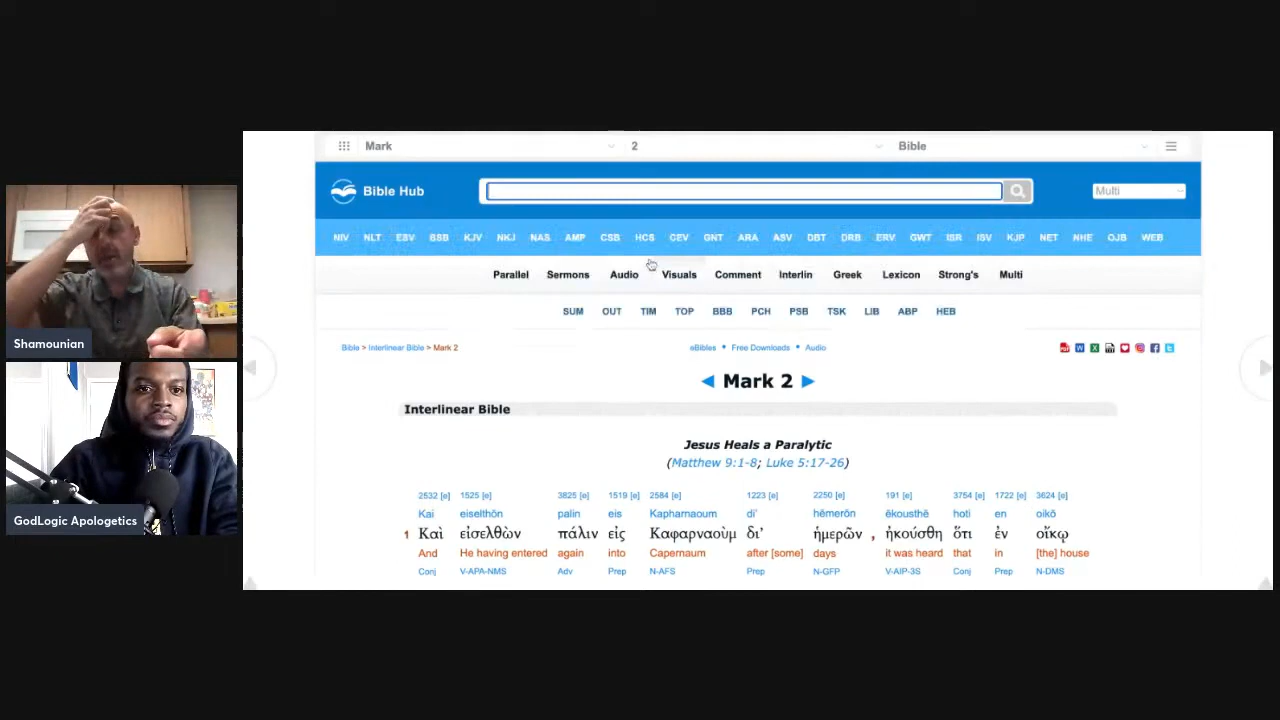 Mark 2 Bible
Bible Hub
Multi
NIV NLT ESV BSB KJV NKJ NAS AMP CSB HCS CEV GNT ARA ASV DBT DRB ERV GWT ISR ISV KJP NET NHE OJB WEB
Parallel Sermons Audio Visuals Comment Interlin Greek Lexicon Strong's Multi
SUM OUT TIM TOP BBB PCH PSB TSK LIB ABP HEB
Bible > Interlinear Bible > Mark 2
eBibles • Free Downloads • Audio
◄ Mark 2 ►
Interlinear Bible
Jesus Heals a Paralytic
(Matthew 9:1-8; Luke 5:17-26)
2532 [e] 1525 [e] 3825 [e] 1519 [e] 2584 [e] 1223 [e] 2250 [e] 191 [e] 3754 [e] 1722 [e] 3624 [e]
Kai eiselthōn palin eis Kapharnaoum di' hēmerōn ēkousthē hoti en oikō
1 Καὶ εἰσελθὼν πάλιν εἰς Καφαρναοὺμ δι' ἡμερῶν , ἠκούσθη ὅτι ἐν οἴκῳ
And He having entered again into Capernaum after [some] days it was heard that in [the] house
Conj V-APA-NMS Adv Prep N-AFS Prep N-GFP V-AIP-3S Conj Prep N-DMS
Shamounian
GodLogic Apologetics